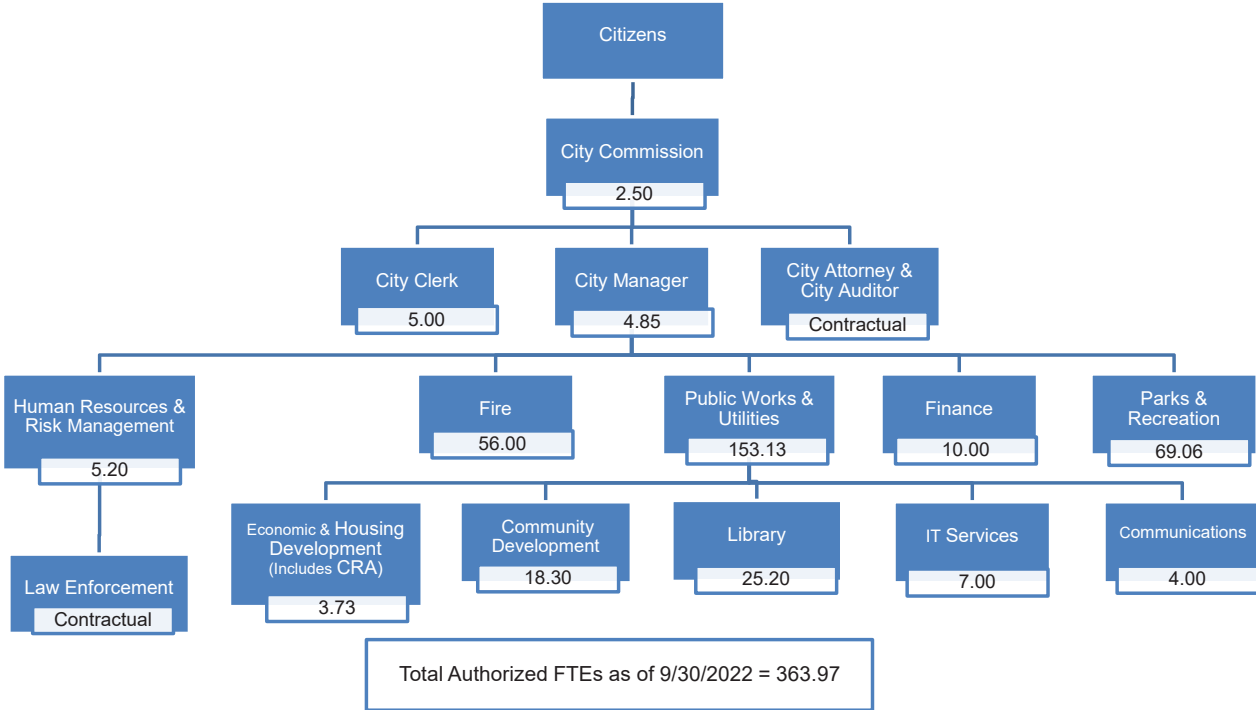 Citizens
City Commission
2.50
City Clerk
5.00
City Manager
4.85
City Attorney &
City Auditor
Contractual
Human Resources &
Risk Management
5.20
Fire
56.00
Public Works &
Utilities
153.13
Finance
10.00
Parks &
Recreation
69.06
Law Enforcement
Contractual
Economic & Housing
Development
(Includes CRA)
3.73
Community
Development
18.30
Library
25.20
IT Services
7.00
Communications
4.00
Total Authorized FTEs as of 9/30/2022 = 363.97